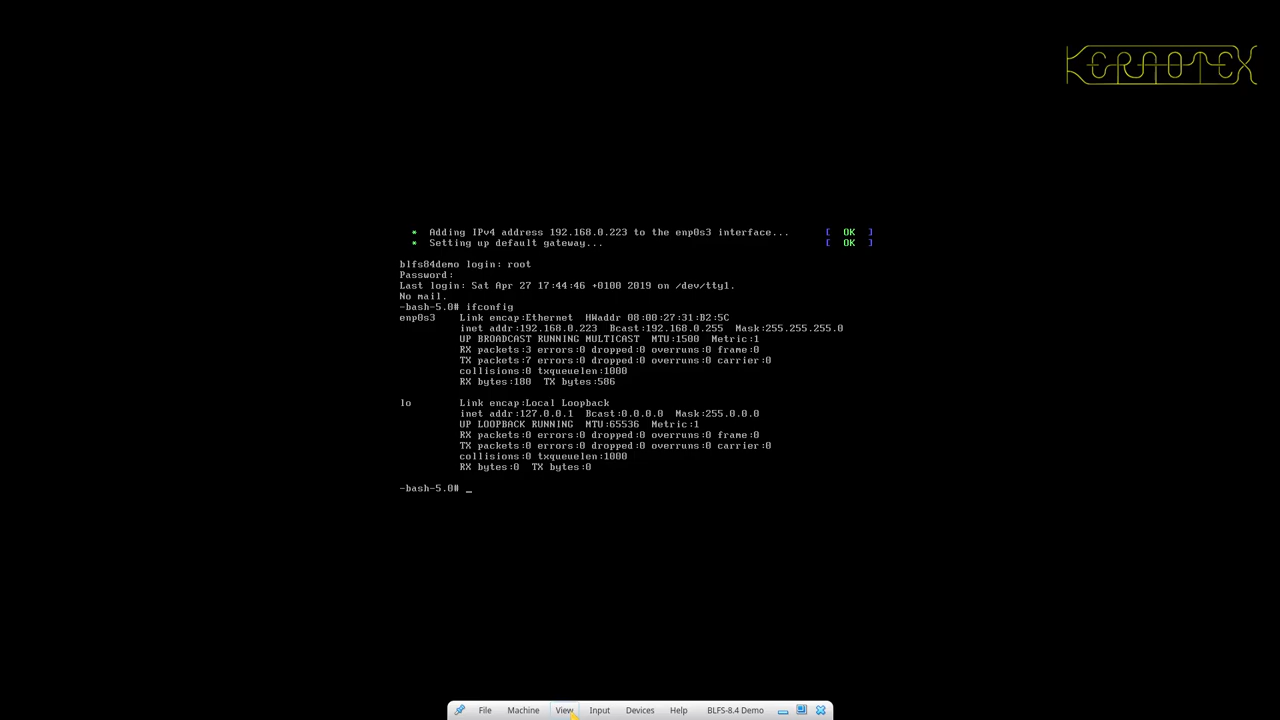 KERNOTEX
* Adding IPv4 address 192.168.0.223 to the enp0s3 interface... [ OK ]
* Setting up default gateway... [ OK ]
blfs84demo login: root
Password:
Last login: Sat Apr 27 17:44:46 +0100 2019 on /dev/tty1.
No mail.
-bash-5.0# ifconfig
enp0s3 Link encap:Ethernet HWaddr 08:00:27:31:B2:5C
inet addr:192.168.0.223 Bcast:192.168.0.255 Mask:255.255.255.0
UP BROADCAST RUNNING MULTICAST MTU:1500 Metric:1
RX packets:3 errors:0 dropped:0 overruns:0 frame:0
TX packets:7 errors:0 dropped:0 overruns:0 carrier:0
collisions:0 txqueuelen:1000
RX bytes:180 TX bytes:586
lo Link encap:Local Loopback
inet addr:127.0.0.1 Bcast:0.0.0.0 Mask:255.0.0.0
UP LOOPBACK RUNNING MTU:65536 Metric:1
RX packets:0 errors:0 dropped:0 overruns:0 frame:0
TX packets:0 errors:0 dropped:0 overruns:0 carrier:0
collisions:0 txqueuelen:1000
RX bytes:0 TX bytes:0
-bash-5.0# _
File Machine View Input Devices Help BLFS-8.4 Demo